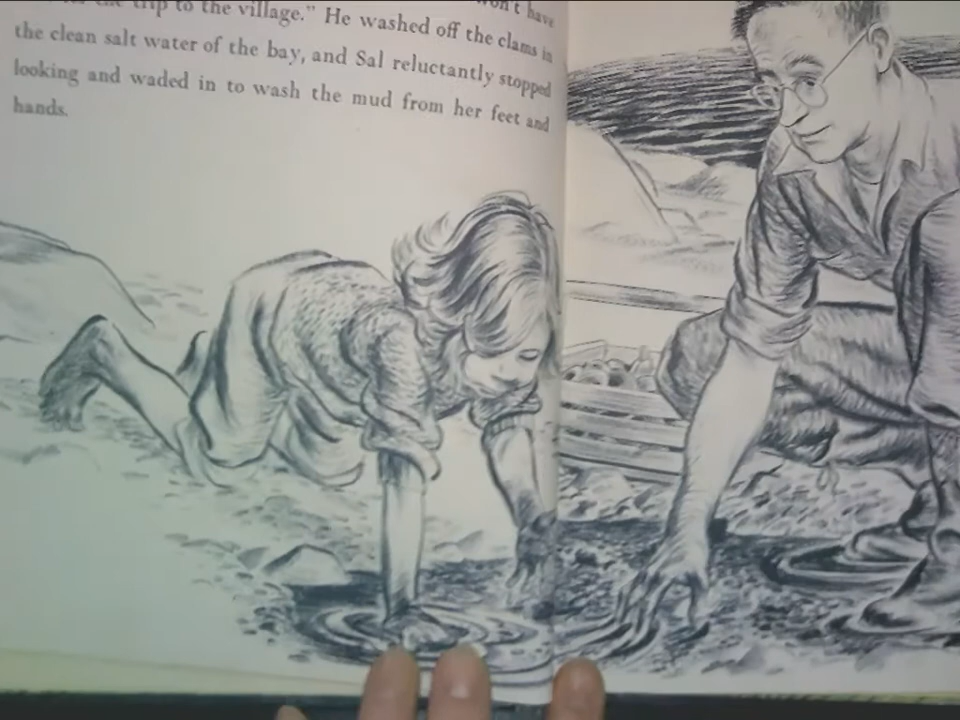 the trip to the village.” He washed off the clams in
the clean salt water of the bay, and Sal reluctantly stopped
looking and waded in to wash the mud from her feet and
hands.